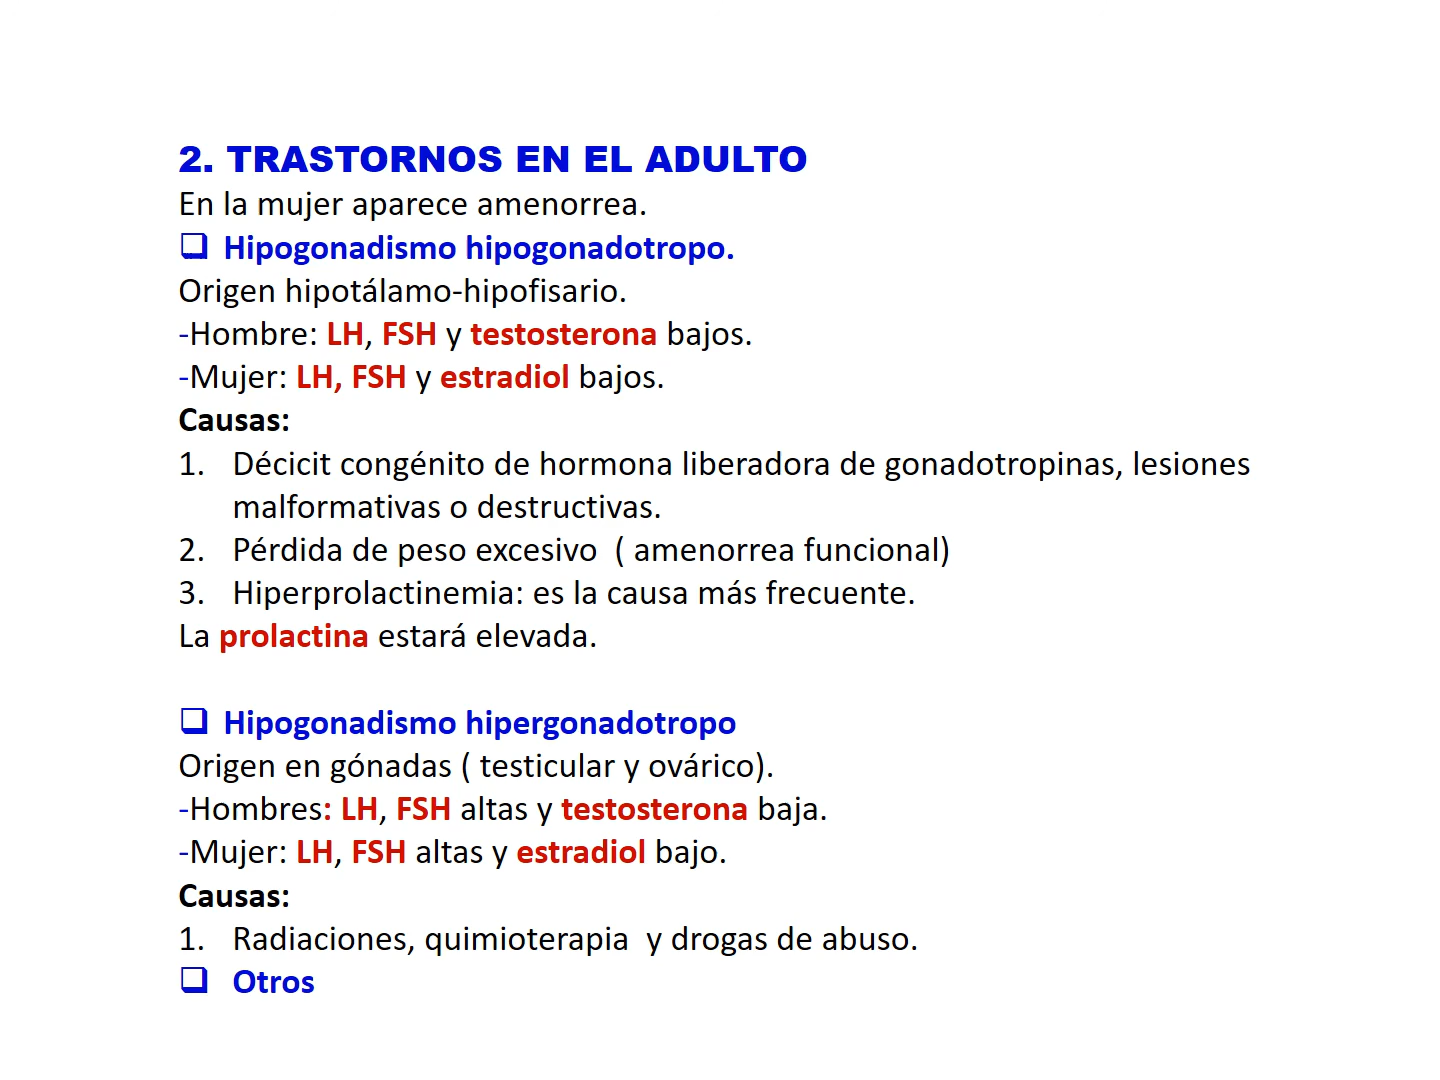 2. TRASTORNOS EN EL ADULTO
En la mujer aparece amenorrea.
❑ Hipogonadismo hipogonadotropo.
Origen hipotálamo-hipofisario.
-Hombre: LH, FSH y testosterona bajos.
-Mujer: LH, FSH y estradiol bajos.
Causas:
1. Décicit congénito de hormona liberadora de gonadotropinas, lesiones
malformativas o destructivas.
2. Pérdida de peso excesivo ( amenorrea funcional)
3. Hiperprolactinemia: es la causa más frecuente.
La prolactina estará elevada.
❑ Hipogonadismo hipergonadotropo
Origen en gónadas ( testicular y ovárico).
-Hombres: LH, FSH altas y testosterona baja.
-Mujer: LH, FSH altas y estradiol bajo.
Causas:
1. Radiaciones, quimioterapia y drogas de abuso.
❑ Otros